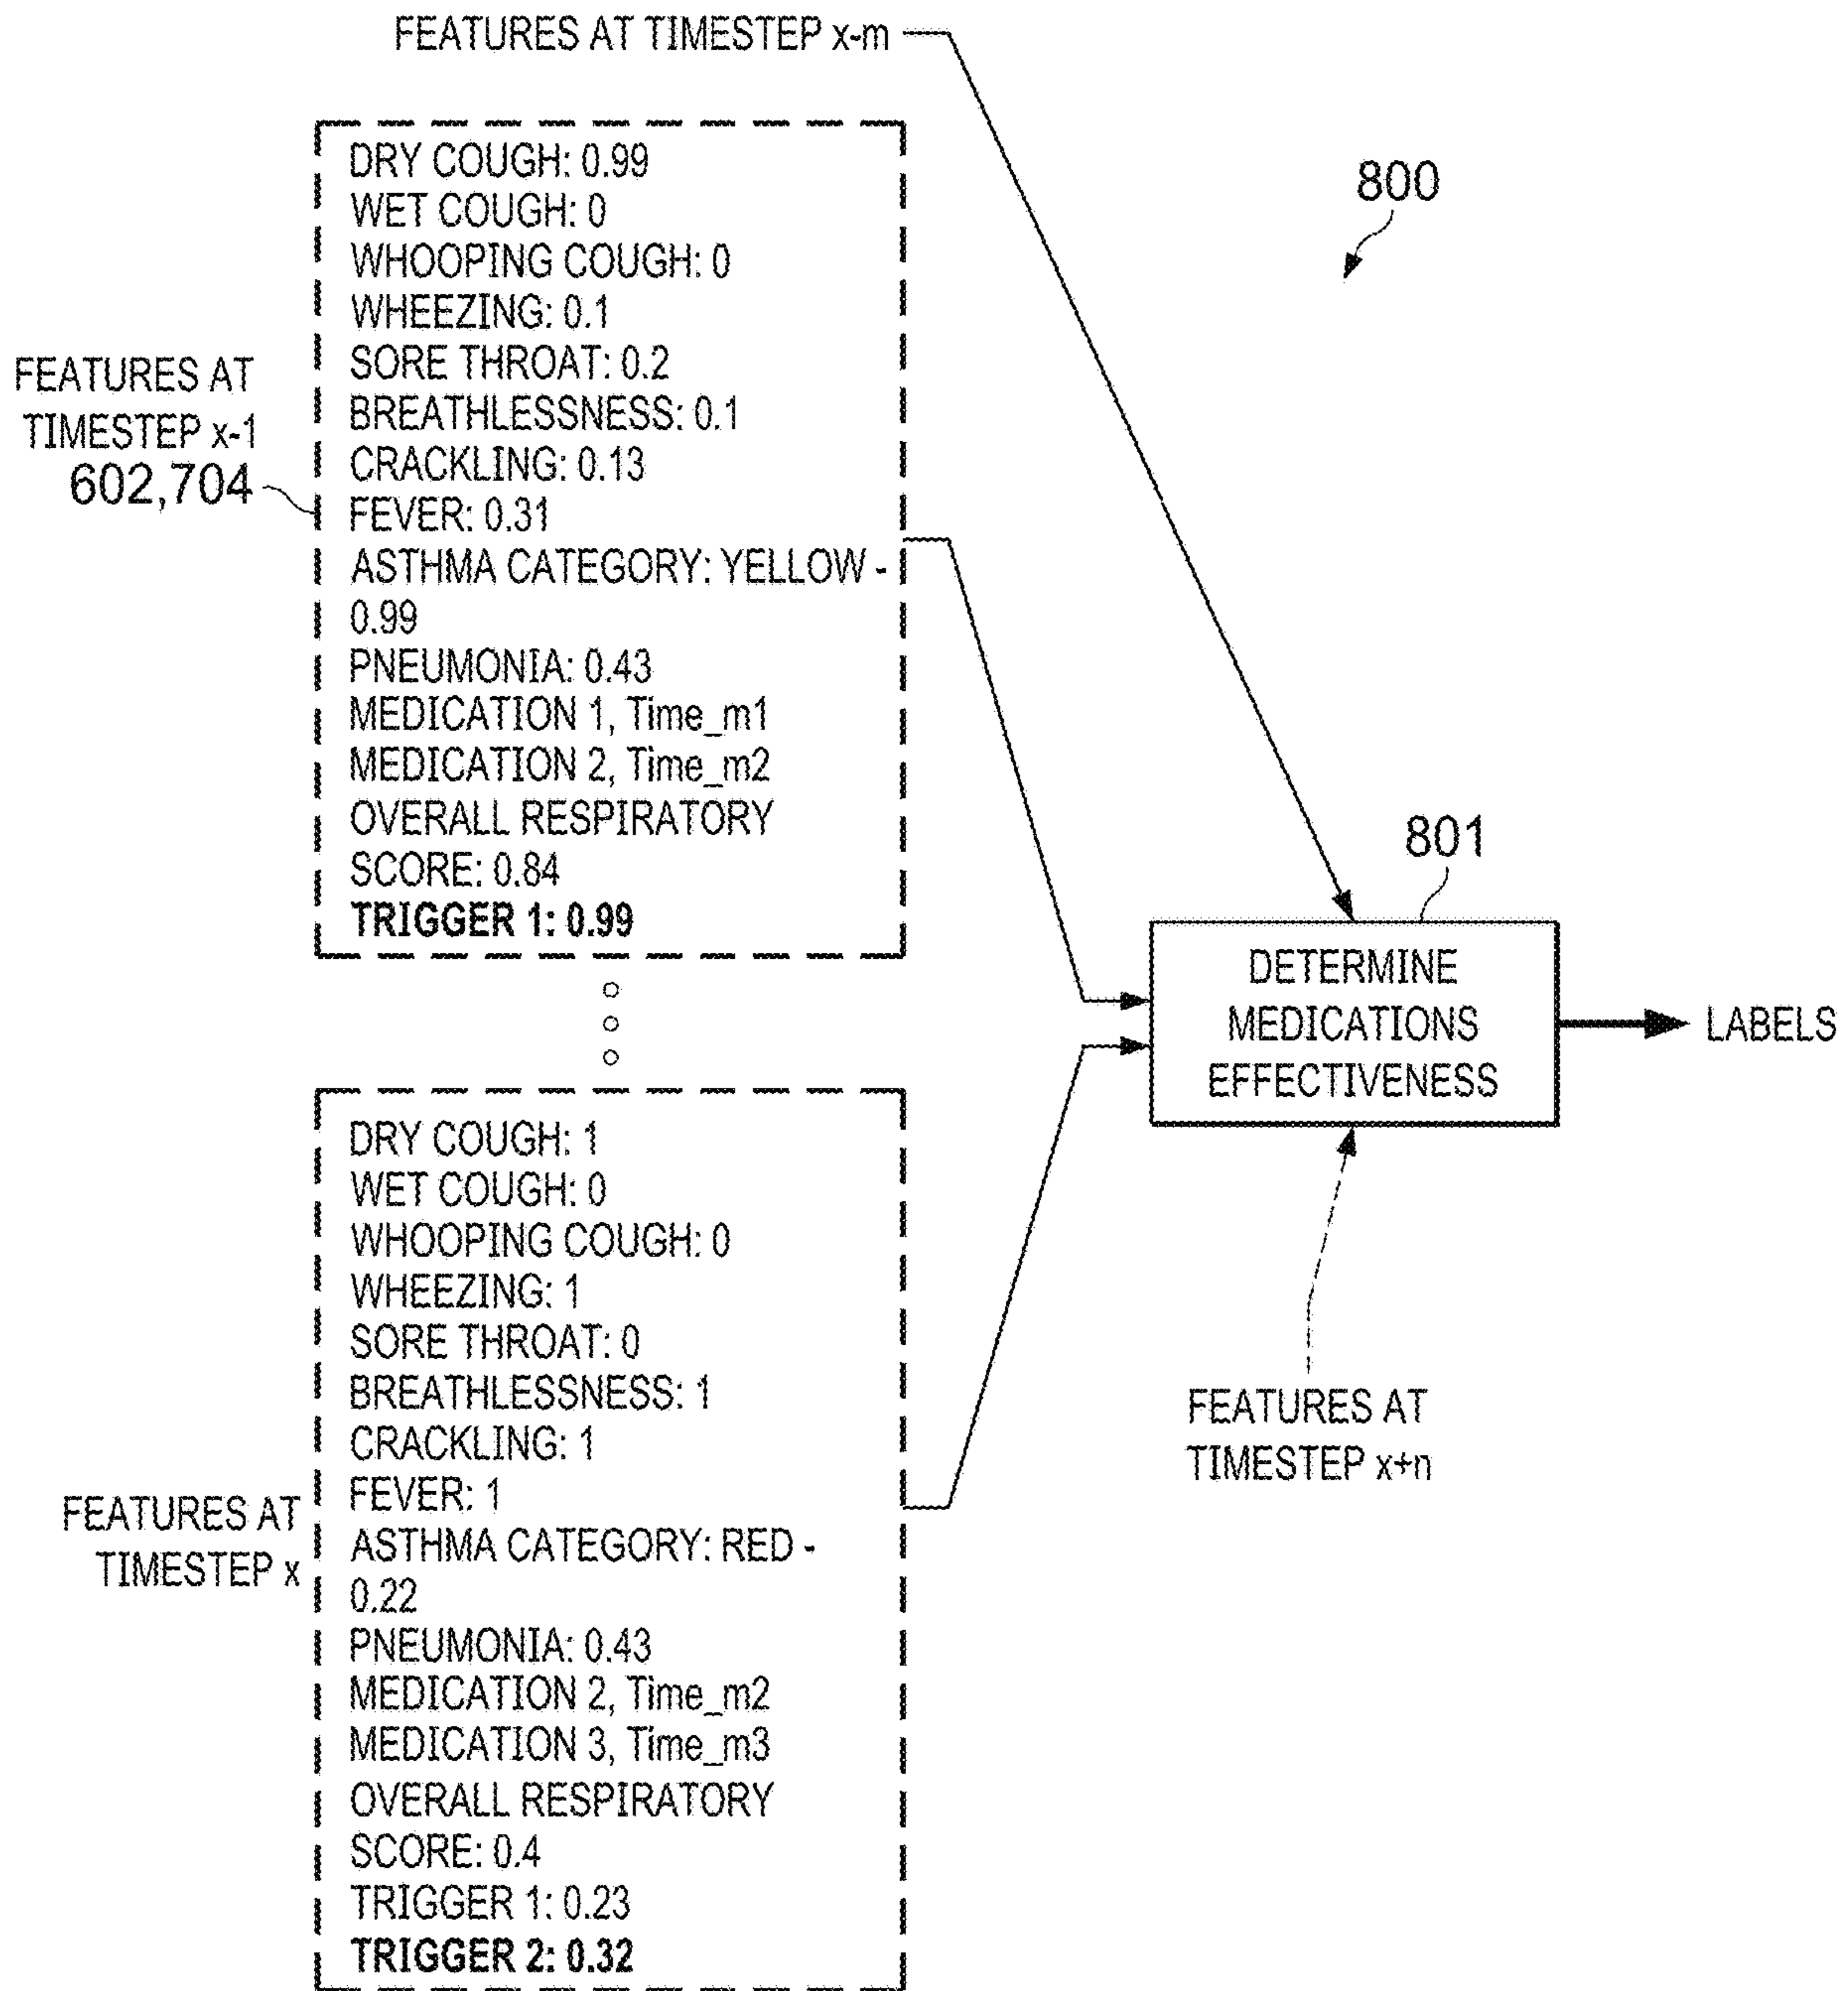 FEATURES AT TIMESTEP x-m
800
FEATURES AT
TIMESTEP x-1
602,704
DRY COUGH: 0.99
WET COUGH: 0
WHOOPING COUGH: 0
WHEEZING: 0.1
SORE THROAT: 0.2
BREATHLESSNESS: 0.1
CRACKLING: 0.13
FEVER: 0.31
ASTHMA CATEGORY: YELLOW -
0.99
PNEUMONIA: 0.43
MEDICATION 1, Time_m1
MEDICATION 2, Time_m2
OVERALL RESPIRATORY
SCORE: 0.84
TRIGGER 1: 0.99
801
DETERMINE
MEDICATIONS
EFFECTIVENESS
LABELS
FEATURES AT
TIMESTEP x+n
FEATURES AT
TIMESTEP x
DRY COUGH: 1
WET COUGH: 0
WHOOPING COUGH: 0
WHEEZING: 1
SORE THROAT: 0
BREATHLESSNESS: 1
CRACKLING: 1
FEVER: 1
ASTHMA CATEGORY: RED -
0.22
PNEUMONIA: 0.43
MEDICATION 2, Time_m2
MEDICATION 3, Time_m3
OVERALL RESPIRATORY
SCORE: 0.4
TRIGGER 1: 0.23
TRIGGER 2: 0.32